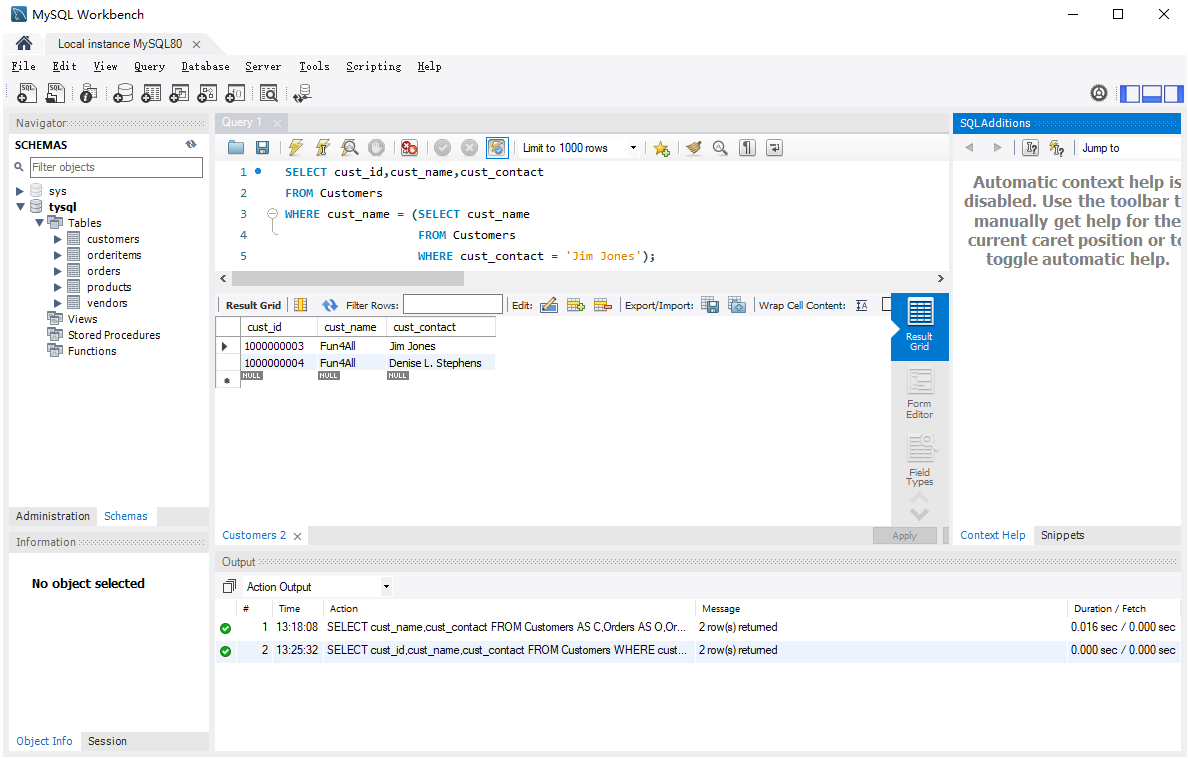 MySQL Workbench
Local instance MySQL80
File Edit View Query Database Server Tools Scripting Help
Navigator
SCHEMAS
Filter objects
sys
tysql
Tables
customers
orderitems
orders
products
vendors
Views
Stored Procedures
Functions
Administration Schemas
Information
No object selected
Object Info Session
Query 1
Limit to 1000 rows
1 SELECT cust_id,cust_name,cust_contact
2 FROM Customers
3 WHERE cust_name = (SELECT cust_name
4 FROM Customers
5 WHERE cust_contact = 'Jim Jones');
Result Grid Filter Rows: Edit: Export/Import: Wrap Cell Content: IA
cust_id cust_name cust_contact
1000000003 Fun4All Jim Jones
1000000004 Fun4All Denise L. Stephens
NULL NULL NULL
Result
Grid
Form
Editor
Field
Types
Customers 2
Apply
SQLAdditions
Jump to
Automatic context help is
disabled. Use the toolbar t
manually get help for the
current caret position or to
toggle automatic help.
Context Help Snippets
Output
Action Output
# Time Action Message Duration / Fetch
1 13:18:08 SELECT cust_name,cust_contact FROM Customers AS C,Orders AS O,Or... 2 row(s) returned 0.016 sec / 0.000 sec
2 13:25:32 SELECT cust_id,cust_name,cust_contact FROM Customers WHERE cust... 2 row(s) returned 0.000 sec / 0.000 sec